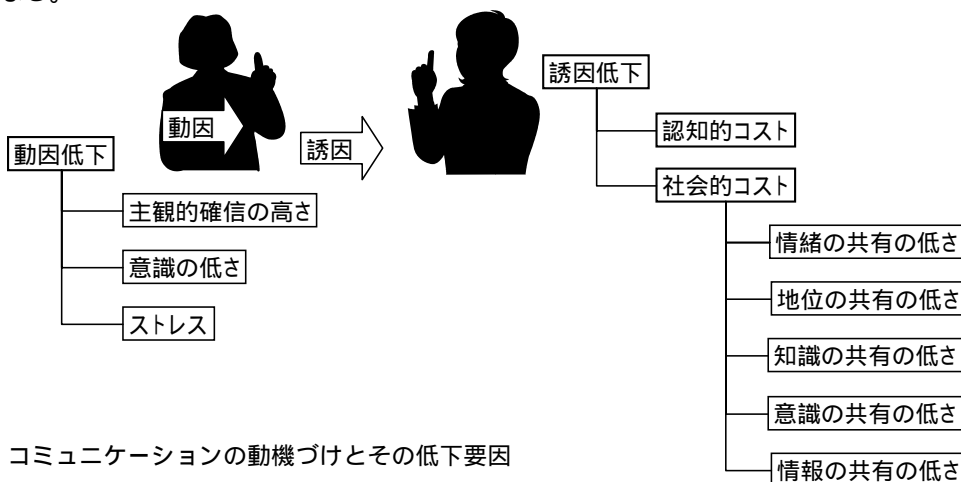 動因
誘因
動因低下
主観的確信の高さ
意識の低さ
ストレス
誘因低下
認知的コスト
社会的コスト
情緒の共有の低さ
地位の共有の低さ
知識の共有の低さ
意識の共有の低さ
情報の共有の低さ
コミュニケーションの動機づけとその低下要因